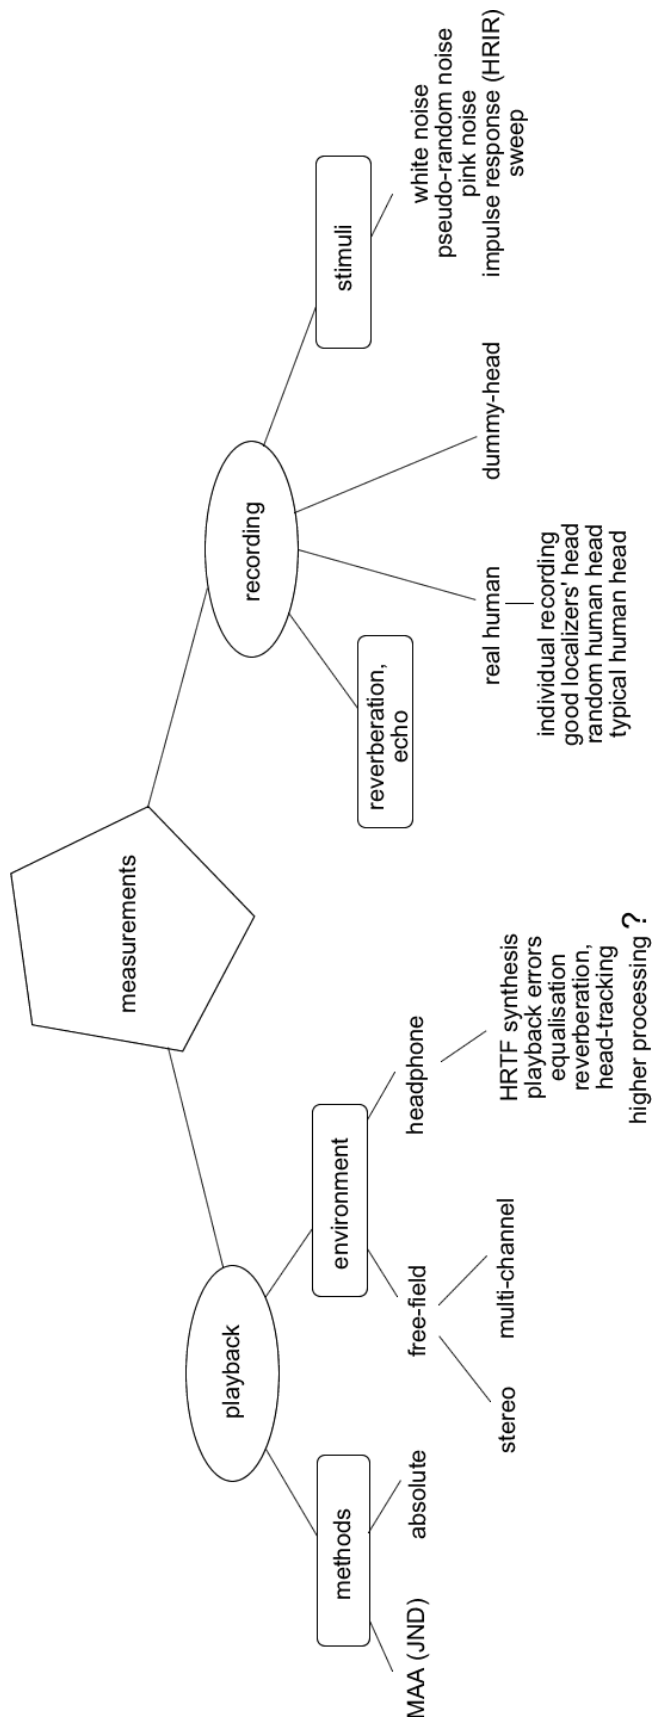 measurements
playback
recording
methods
environment
reverberation,
echo
stimuli
MAA (JND)
absolute
free-field
headphone
real human
dummy-head
white noise
pseudo-random noise
pink noise
impulse response (HRIR)
sweep
stereo
multi-channel
HRTF synthesis
playback errors
equalisation
reverberation,
head-tracking
higher processing ?
individual recording
good localizers' head
random human head
typical human head